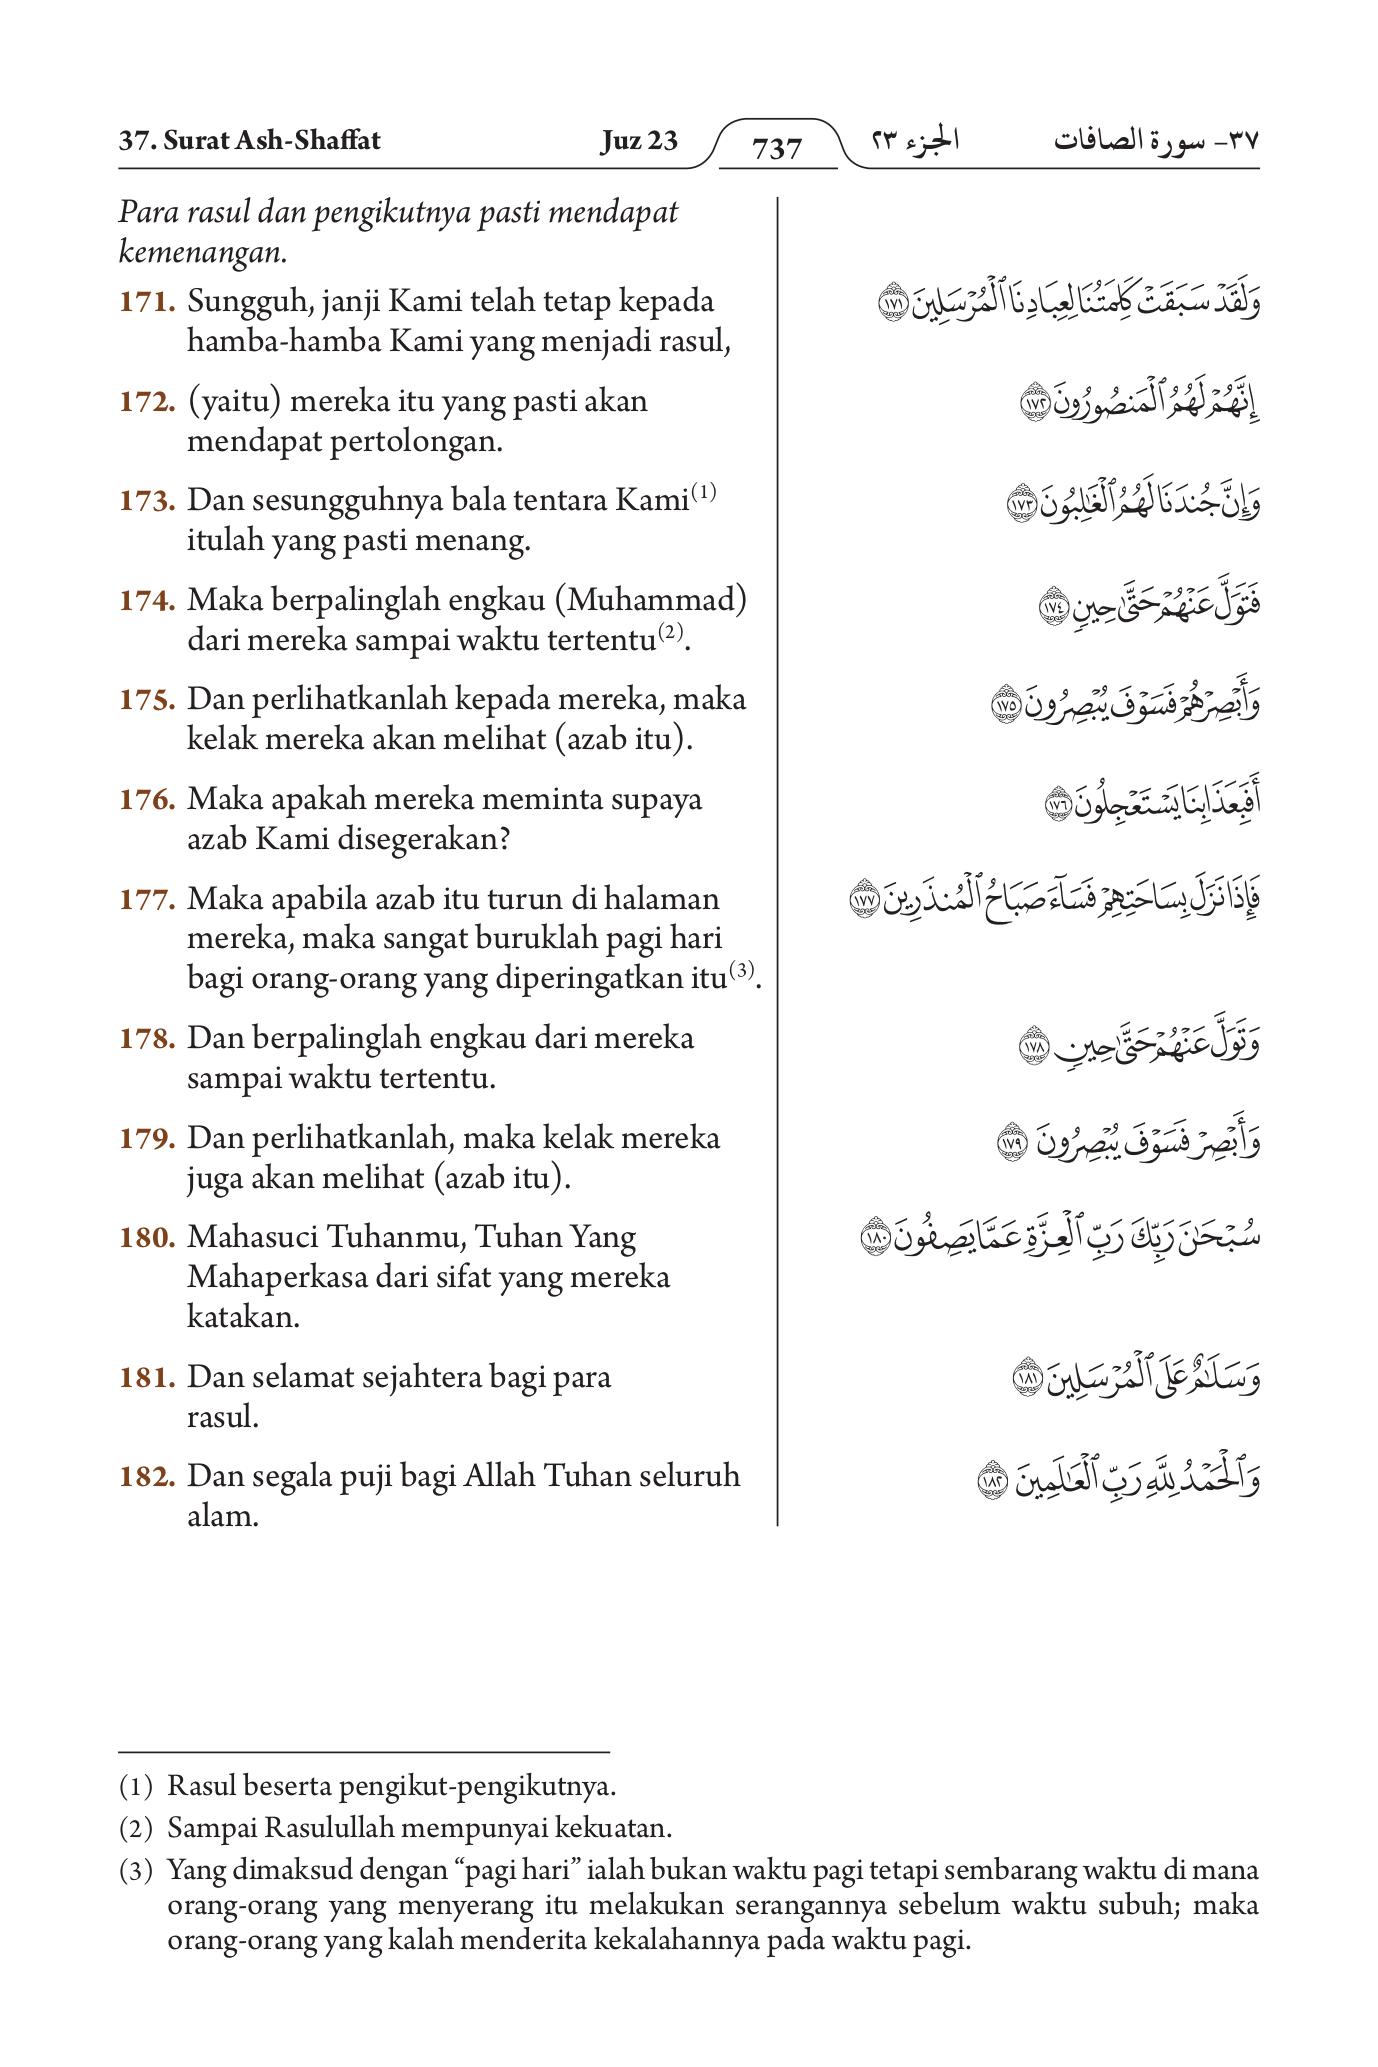 37. Surat Ash-Shaffat Juz 23 737 الجزء ٢٣ ٣٧– سورة الصافات
Para rasul dan pengikutnya pasti mendapat
kemenangan.
171. Sungguh, janji Kami telah tetap kepada
hamba-hamba Kami yang menjadi rasul,
172. (yaitu) mereka itu yang pasti akan
mendapat pertolongan.
173. Dan sesungguhnya bala tentara Kami(1)
itulah yang pasti menang.
174. Maka berpalinglah engkau (Muhammad)
dari mereka sampai waktu tertentu(2).
175. Dan perlihatkanlah kepada mereka, maka
kelak mereka akan melihat (azab itu).
176. Maka apakah mereka meminta supaya
azab Kami disegerakan?
177. Maka apabila azab itu turun di halaman
mereka, maka sangat buruklah pagi hari
bagi orang-orang yang diperingatkan itu(3).
178. Dan berpalinglah engkau dari mereka
sampai waktu tertentu.
179. Dan perlihatkanlah, maka kelak mereka
juga akan melihat (azab itu).
180. Mahasuci Tuhanmu, Tuhan Yang
Mahaperkasa dari sifat yang mereka
katakan.
181. Dan selamat sejahtera bagi para
rasul.
182. Dan segala puji bagi Allah Tuhan seluruh
alam.
وَلَقَدۡ سَبَقَتۡ كَلِمَتُنَا لِعِبَادِنَا ٱلۡمُرۡسَلِينَ ١٧١
إِنَّهُمۡ لَهُمُ ٱلۡمَنصُورُونَ ١٧٢
وَإِنَّ جُندَنَا لَهُمُ ٱلۡغَٰلِبُونَ ١٧٣
فَتَوَلَّ عَنۡهُمۡ حَتَّىٰ حِينٖ ١٧٤
وَأَبۡصِرۡهُمۡ فَسَوۡفَ يُبۡصِرُونَ ١٧٥
أَفَبِعَذَابِنَا يَسۡتَعۡجِلُونَ ١٧٦
فَإِذَا نَزَلَ بِسَاحَتِهِمۡ فَسَآءَ صَبَاحُ ٱلۡمُنذَرِينَ ١٧٧
وَتَوَلَّ عَنۡهُمۡ حَتَّىٰ حِينٖ ١٧٨
وَأَبۡصِرۡ فَسَوۡفَ يُبۡصِرُونَ ١٧٩
سُبۡحَٰنَ رَبِّكَ رَبِّ ٱلۡعِزَّةِ عَمَّا يَصِفُونَ ١٨٠
وَسَلَٰمٌ عَلَى ٱلۡمُرۡسَلِينَ ١٨١
وَٱلۡحَمۡدُ لِلَّهِ رَبِّ ٱلۡعَٰلَمِينَ ١٨٢
(1) Rasul beserta pengikut-pengikutnya.
(2) Sampai Rasulullah mempunyai kekuatan.
(3) Yang dimaksud dengan “pagi hari” ialah bukan waktu pagi tetapi sembarang waktu di mana
orang-orang yang menyerang itu melakukan serangannya sebelum waktu subuh; maka
orang-orang yang kalah menderita kekalahannya pada waktu pagi.